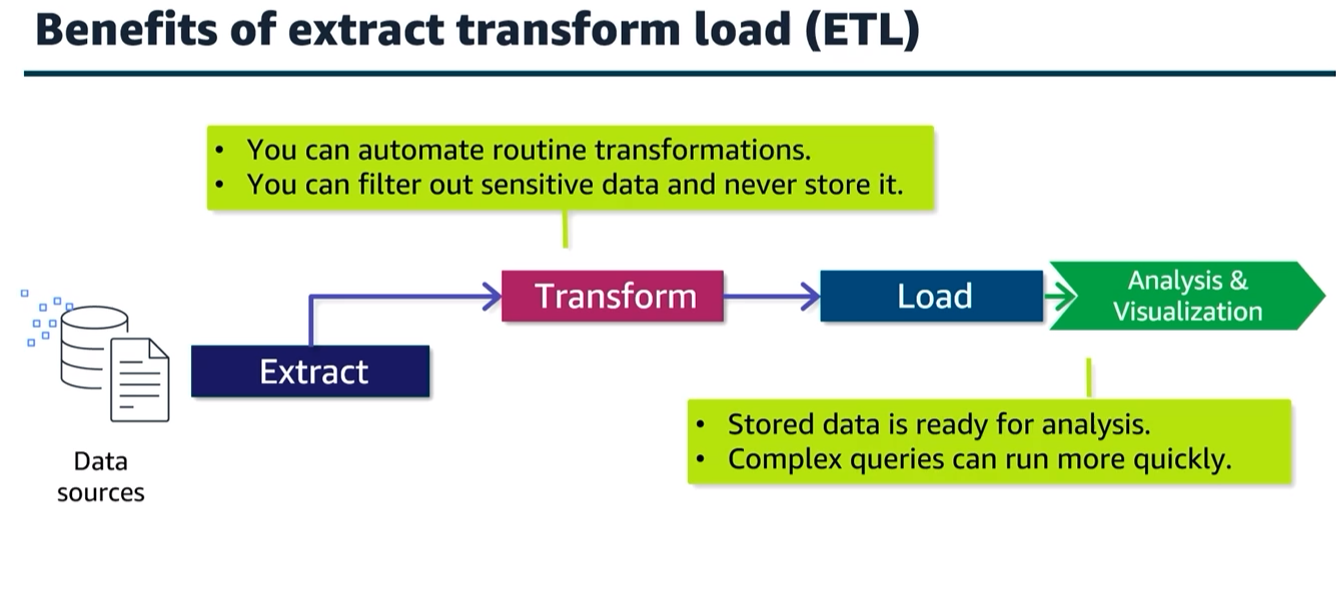 Benefits of extract transform load (ETL)
• You can automate routine transformations.
• You can filter out sensitive data and never store it.
Transform
Load
Analysis &
Visualization
Extract
• Stored data is ready for analysis.
• Complex queries can run more quickly.
Data
sources